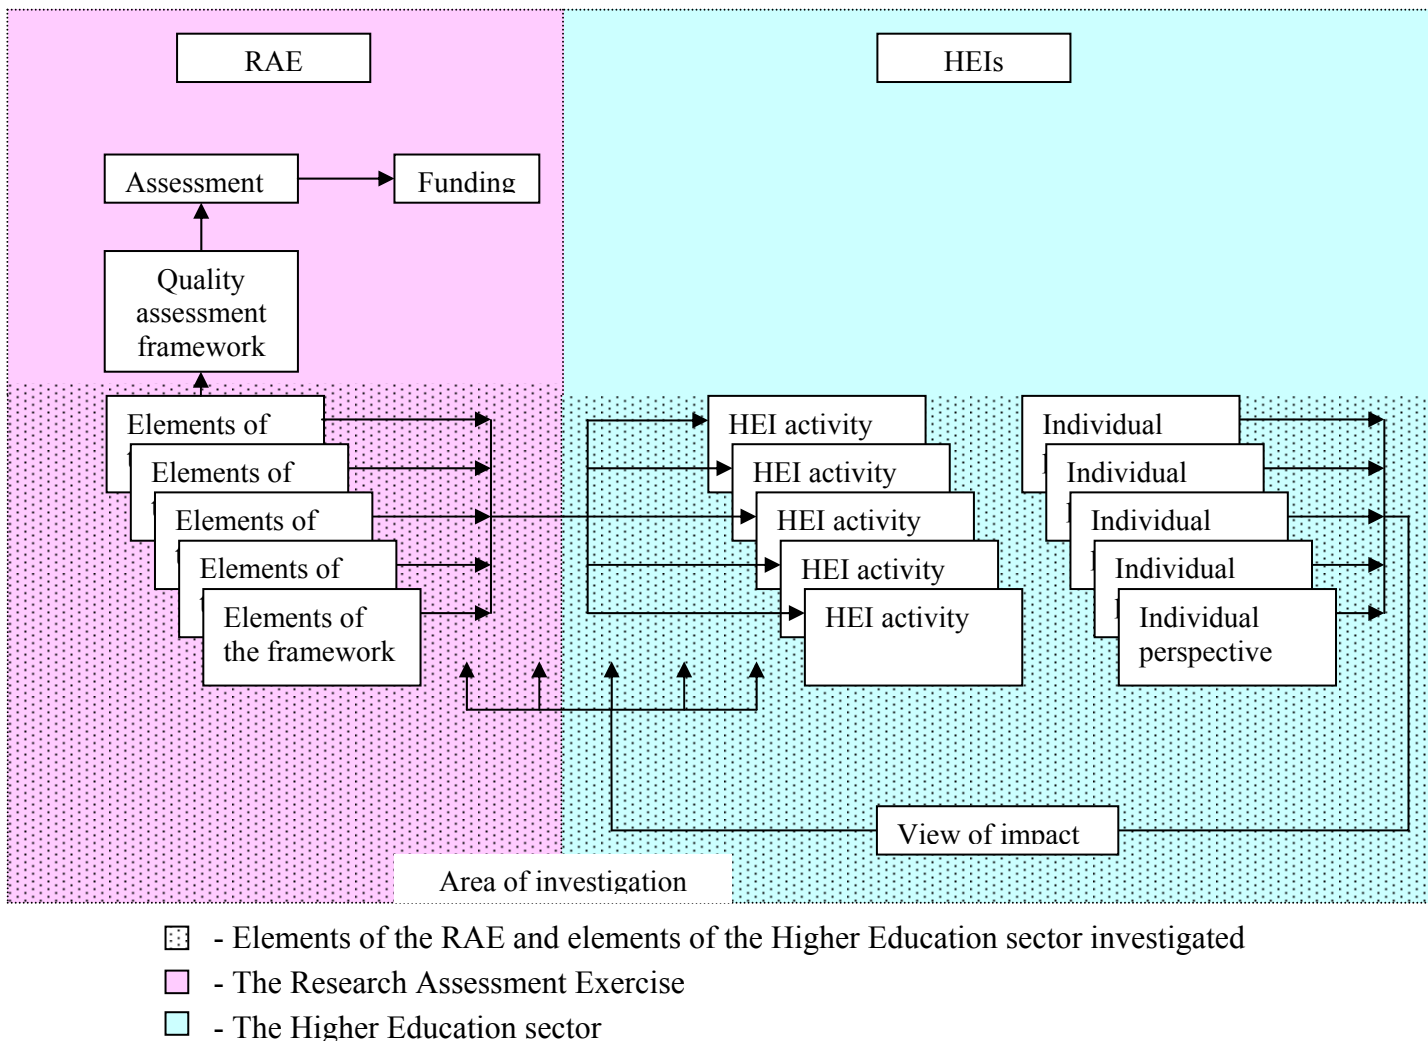 RAE
HEIs
Assessment
Funding
Quality
assessment
framework
Elements of
Elements of
Elements of
Elements of
Elements of
the framework
HEI activity
HEI activity
HEI activity
HEI activity
HEI activity
Individual
Individual
Individual
Individual
Individual
perspective
View of impact
Area of investigation
- Elements of the RAE and elements of the Higher Education sector investigated
- The Research Assessment Exercise
- The Higher Education sector